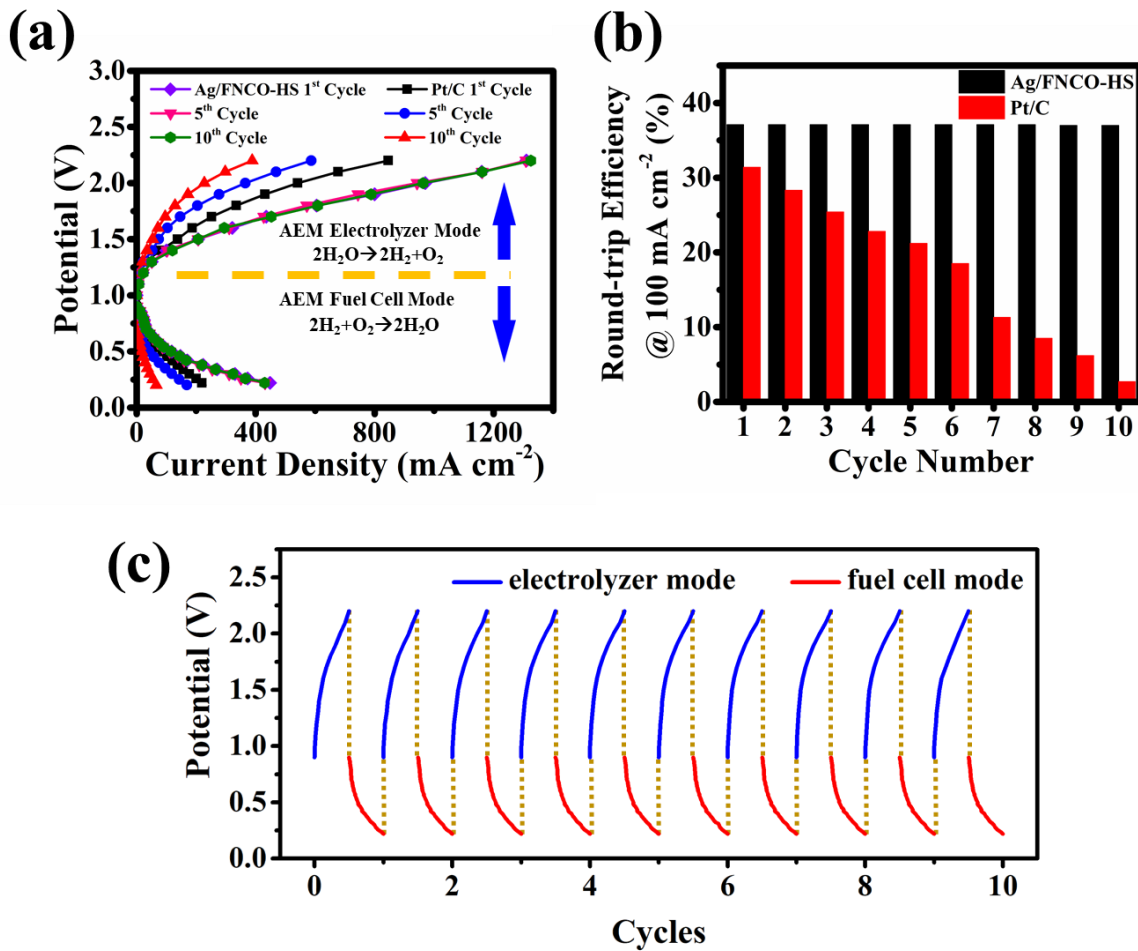 (a)
3.0
2.5
2.0
1.5
1.0
0.5
0.0
Potential (V)
Ag/FNCO-HS 1st Cycle
5th Cycle
10th Cycle
Pt/C 1st Cycle
5th Cycle
10th Cycle
AEM Electrolyzer Mode
2H₂O→2H₂+O₂
AEM Fuel Cell Mode
2H₂+O₂→2H₂O
0 400 800 1200
Current Density (mA cm⁻²)
(b)
Ag/FNCO-HS
Pt/C
40
30
20
10
0
Round-trip Efficiency
@ 100 mA cm⁻² (%)
1 2 3 4 5 6 7 8 9 10
Cycle Number
(c)
2.5
2.0
1.5
1.0
0.5
0.0
Potential (V)
electrolyzer mode
fuel cell mode
0 2 4 6 8 10
Cycles